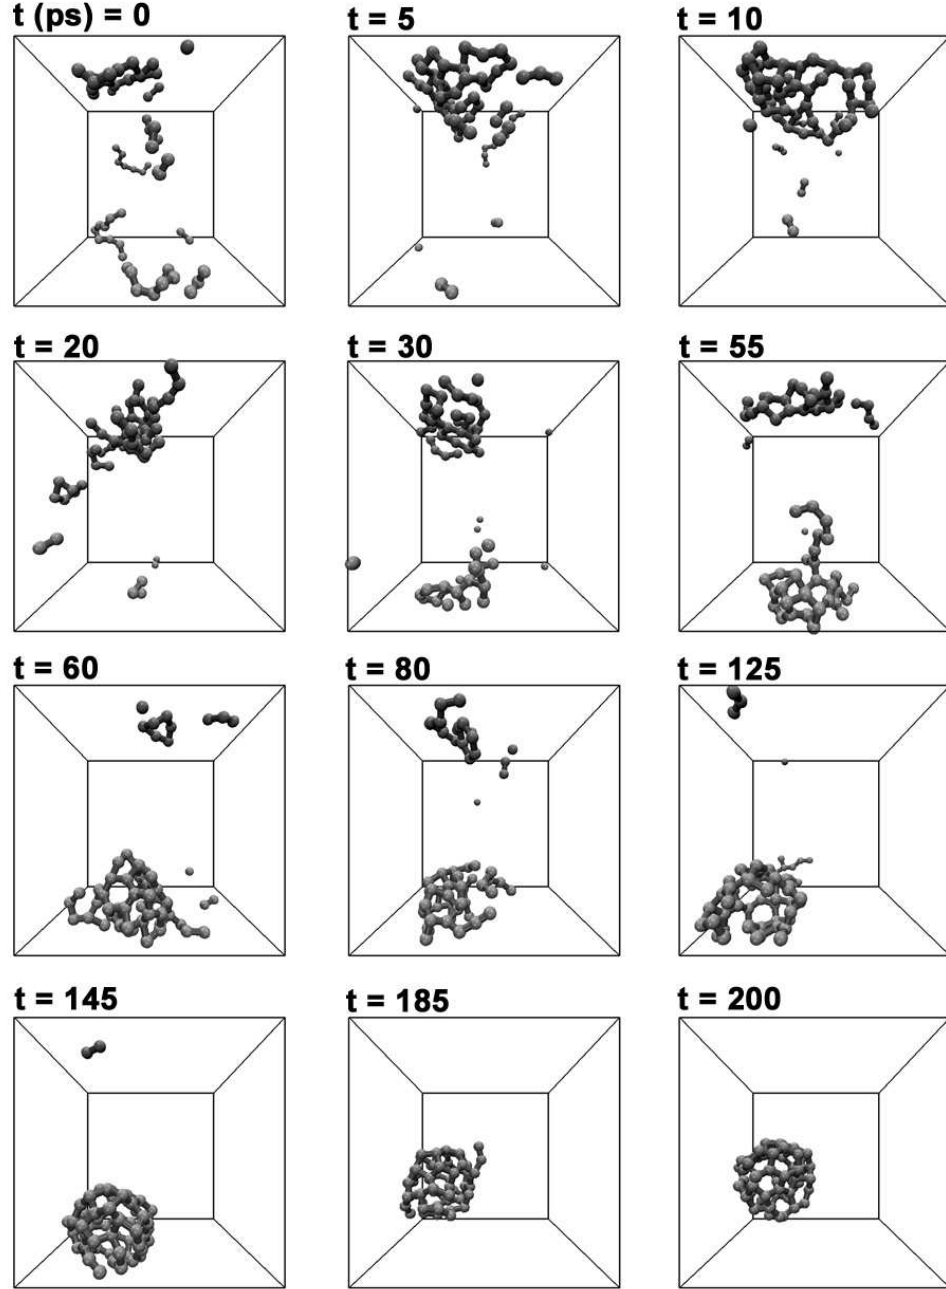 t (ps) = 0
t = 5
t = 10
t = 20
t = 30
t = 55
t = 60
t = 80
t = 125
t = 145
t = 185
t = 200